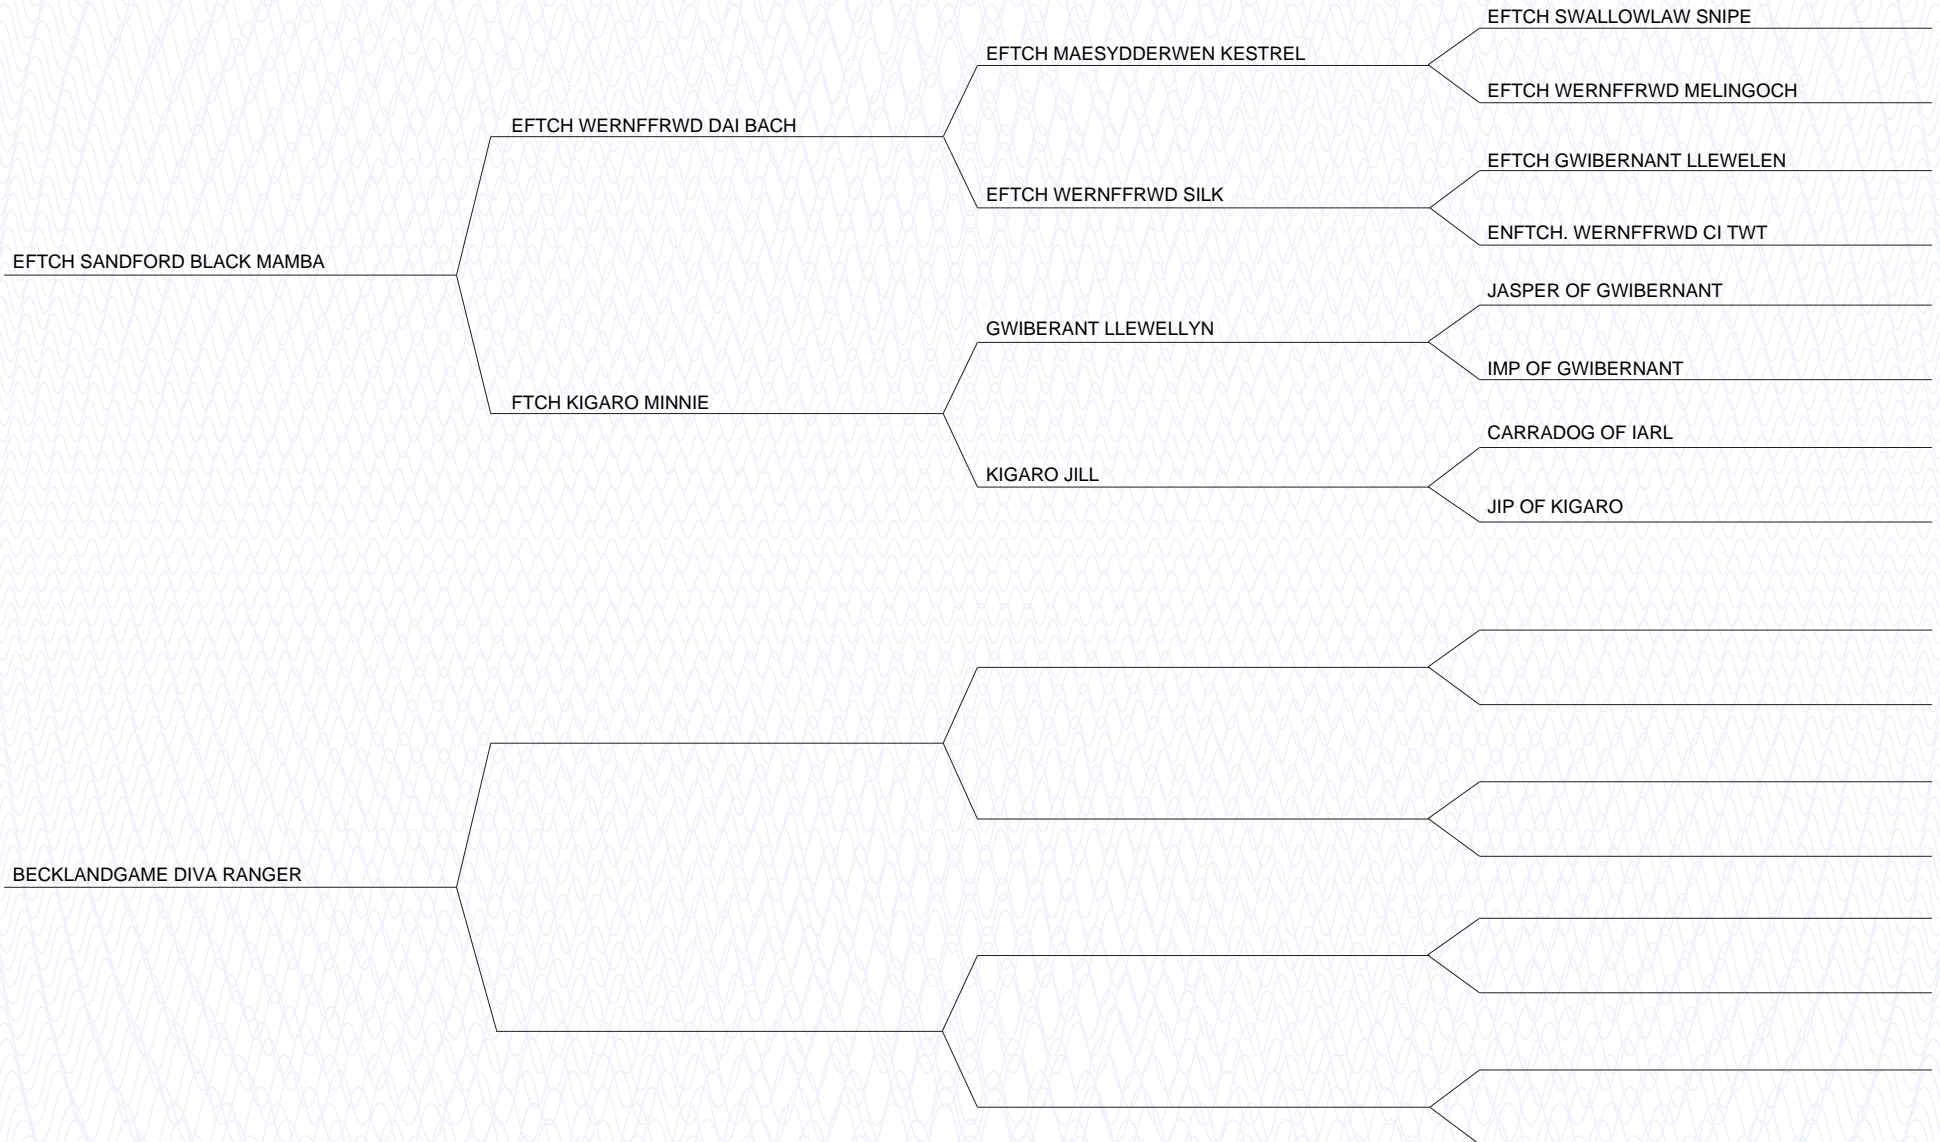 EFTCH SWALLOWLAW SNIPE
EFTCH MAESYDDERWEN KESTREL
EFTCH WERNFFRWD MELINGOCH
EFTCH WERNFFRWD DAI BACH
EFTCH GWIBERNANT LLEWELEN
EFTCH WERNFFRWD SILK
ENFTCH. WERNFFRWD CI TWT
EFTCH SANDFORD BLACK MAMBA
JASPER OF GWIBERNANT
GWIBERANT LLEWELLYN
IMP OF GWIBERNANT
FTCH KIGARO MINNIE
CARRADOG OF IARL
KIGARO JILL
JIP OF KIGARO
BECKLANDGAME DIVA RANGER